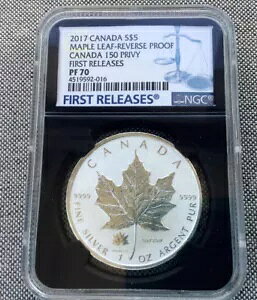 2017 CANADA S$5
MAPLE LEAF-REVERSE PROOF
CANADA 150 PRIVY
FIRST RELEASES
PF 70
4519592-016
FIRST RELEASES
NGC
CANADA
9999 9999
FINE SILVER 1 OZ ARGENT PUR